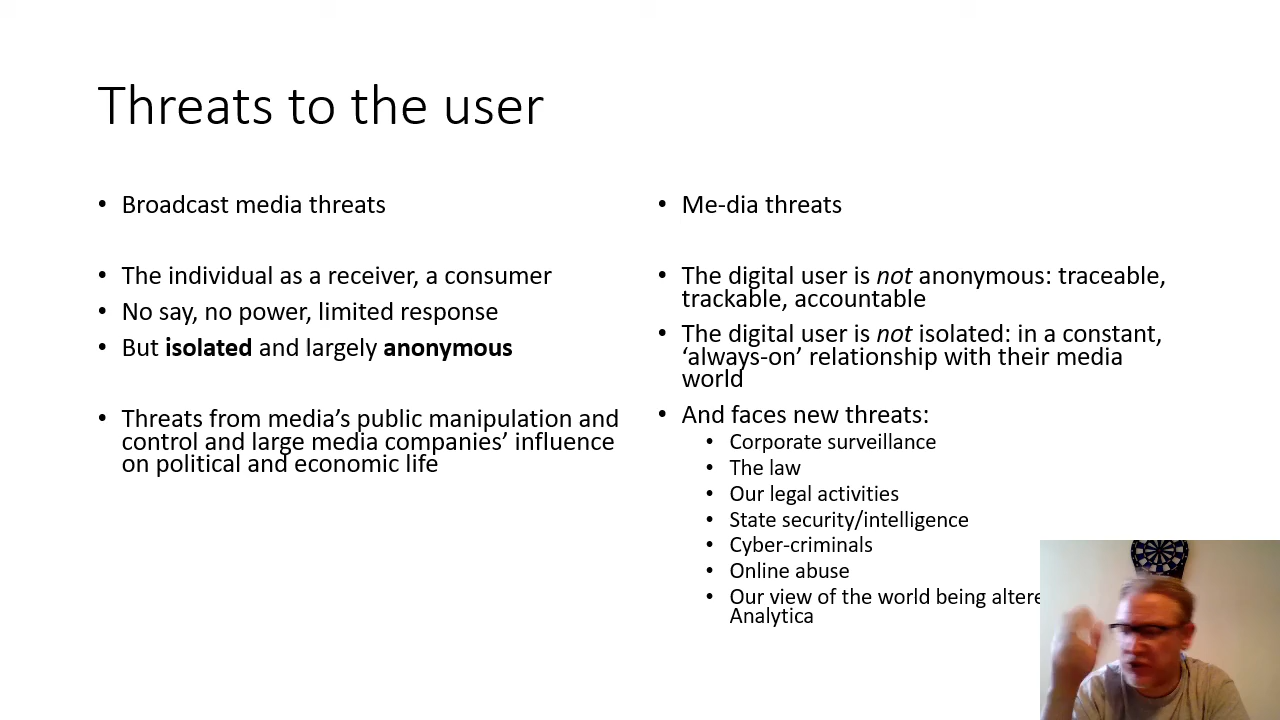 Threats to the user
• Broadcast media threats
• The individual as a receiver, a consumer
• No say, no power, limited response
• But isolated and largely anonymous
• Threats from media’s public manipulation and
control and large media companies’ influence
on political and economic life
• Me-dia threats
• The digital user is not anonymous: traceable,
trackable, accountable
• The digital user is not isolated: in a constant,
‘always-on’ relationship with their media
world
• And faces new threats:
• Corporate surveillance
• The law
• Our legal activities
• State security/intelligence
• Cyber-criminals
• Online abuse
• Our view of the world being altere
Analytica